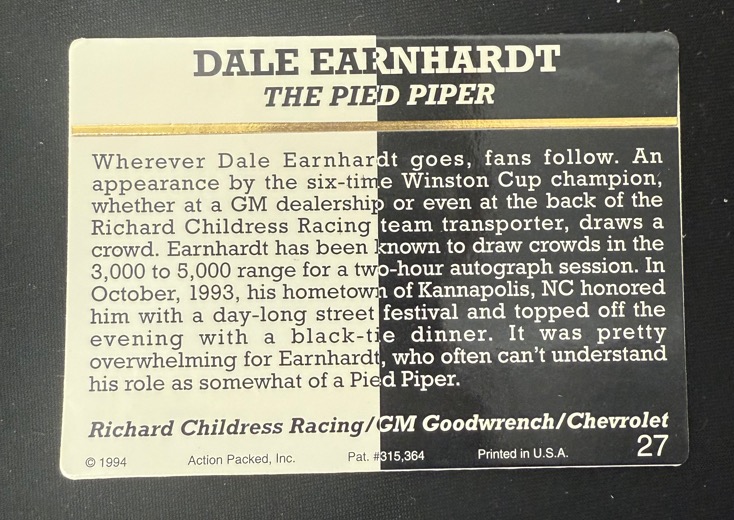 DALE EARNHARDT
THE PIED PIPER
Wherever Dale Earnhardt goes, fans follow. An
appearance by the six-time Winston Cup champion,
whether at a GM dealership or even at the back of the
Richard Childress Racing team transporter, draws a
crowd. Earnhardt has been known to draw crowds in the
3,000 to 5,000 range for a two-hour autograph session. In
October, 1993, his hometown of Kannapolis, NC honored
him with a day-long street festival and topped off the
evening with a black-tie dinner. It was pretty
overwhelming for Earnhardt, who often can't understand
his role as somewhat of a Pied Piper.
Richard Childress Racing/GM Goodwrench/Chevrolet
27
© 1994 Action Packed, Inc. Pat. #315,364 Printed in U.S.A.